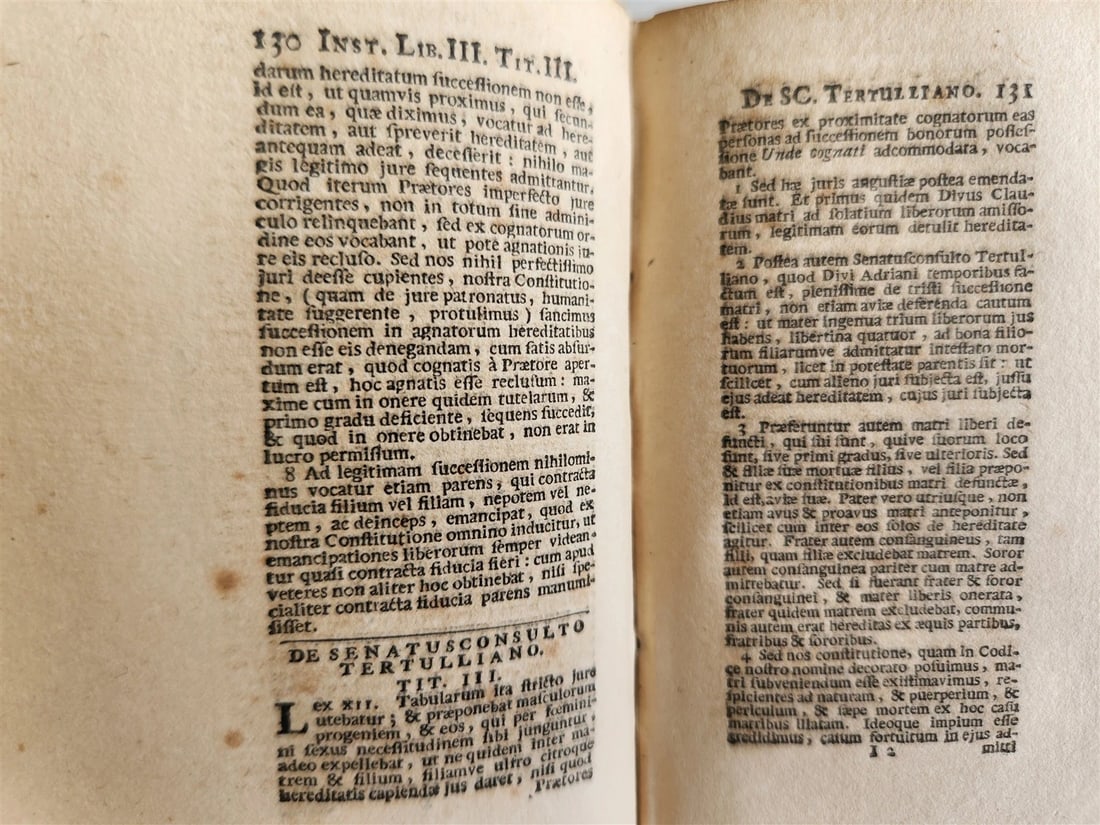 130 INST. LIB. III. TIT. III.
darum hereditatum ſucceſſionem non eſſe,
id eſt, ut quamvis proximus, qui ſecun-
dum ea, quæ diximus, vocatur ad here-
ditatem, aut ſpreverit hereditatem, aut
antequam adeat, deceſſerit: nihilo ma-
gis legitimo jure ſequentes admittantur.
Quod iterum Prætores imperfecto jure
corrigentes, non in totum ſine admini-
culo relinquebant, ſed ex cognatorum or-
dine eos vocabant, ut pote agnationis ju-
re eis recluſo. Sed nos nihil perfectiſſimo
juri deeſſe cupientes, noſtra Conſtitutio-
ne, (quam de jure patronatus, humani-
tate ſuggerente, protulimus) ſancimus
ſucceſſionem in agnatorum hereditatibus
non eſſe eis denegandam, cum ſatis abſur-
dum erat, quod cognatis à Prætore aper-
tum eſt, hoc agnatis eſſe recluſum: ma-
xime cum in onere quidem tutelarum, &
primo gradu deficiente, ſequens ſuccedit,
& quod in onere obtinebat, non erat in
lucro permiſſum.
8 Ad legitimam ſucceſſionem nihilomi-
nus vocatur etiam parens, qui contracta
fiducia filium vel filiam, nepotem vel ne-
ptem, ac deinceps, emancipat, quod ex
noſtra Conſtitutione omnino inducitur, ut
emancipationes liberorum ſemper videan-
tur quaſi contracta fiducia fieri: cum apud
veteres non aliter hoc obtinebat, niſi ſpe-
cialiter contracta fiducia parens manumi-
ſiſſet.
DE SENATUSCONSULTO
TERTULLIANO.
TIT. III.
Lex XII. Tabularum ita ſtricto jure
utebatur; & præponebat maſculorum
progeniem, & eos, qui per fœmini-
ni ſexus neceſſitudinem ſibi junguntur,
adeo expellebat, ut ne quidem inter ma-
trem & filium, filiamve ultro citroque
hereditatis capiendæ jus daret, niſi quod
Prætores
DE SC. TERTULLIANO. 131
Prætores ex proximitate cognatorum eas
perſonas ad ſucceſſionem bonorum poſſeſ-
ſione Unde cognati adcommodata, voca-
bant.
1 Sed hæ juris anguſtiæ poſtea emenda-
tæ ſunt. Et primus quidem Divus Clau-
dius matri ad ſolatium liberorum amiſſo-
rum, legitimam eorum detulit heredita-
tem.
2 Poſtea autem Senatuſconſulto Tertul-
liano, quod Divi Adriani temporibus fa-
ctum eſt, pleniſſime de triſti ſucceſſione
matri, non etiam aviæ deferenda cautum
eſt: ut mater ingenua trium liberorum jus
habens, libertina quatuor, ad bona filio-
rum filiarumve admittatur inteſtato mor-
tuorum, licet in poteſtate parentis ſit: ut
ſcilicet, cum alieno juri ſubjecta eſt, juſſu
ejus adeat hereditatem, cujus juri ſubjecta
eſt.
3 Præferuntur autem matri liberi de-
functi, qui ſui ſunt, quive ſuorum loco
ſunt, ſive primi gradus, ſive ulterioris. Sed
& filiæ ſuæ mortuæ filius, vel filia præpo-
nitur ex conſtitutionibus matri defunctæ,
id eſt, aviæ ſuæ. Pater vero utriuſque, non
etiam avus & proavus matri anteponitur,
ſcilicet cum inter eos ſolos de hereditate
agitur. Frater autem conſanguineus, tam
filii, quam filiæ excludebat matrem. Soror
autem conſanguinea pariter cum matre ad-
mittebatur. Sed ſi fuerant frater & ſoror
conſanguinei, & mater liberis onerata,
frater quidem matrem excludebat, commu-
nis autem erat hereditas ex æquis partibus,
fratribus & ſororibus.
4 Sed nos conſtitutione, quam in Codi-
ce noſtro nomine decorato poſuimus, ma-
tri ſubveniendum eſſe exiſtimavimus, re-
ſpicientes ad naturam, & puerperium, &
periculum, & ſæpe mortem ex hoc caſu
matribus illatam. Ideoque impium eſſe
credidimus, caſum fortuitum in ejus ad-
I 2 mitti